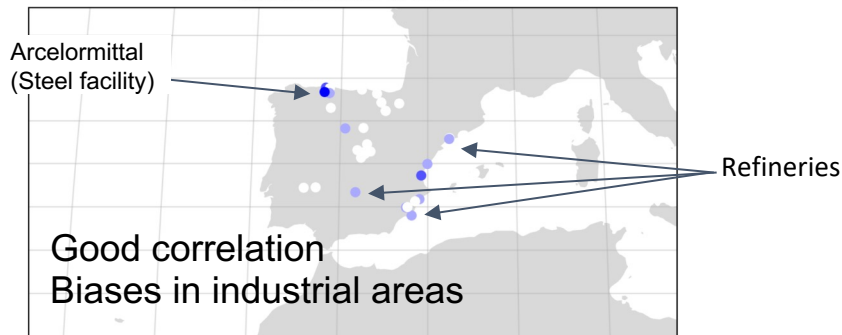 Arcelormittal
(Steel facility)
Refineries
Good correlation
Biases in industrial areas